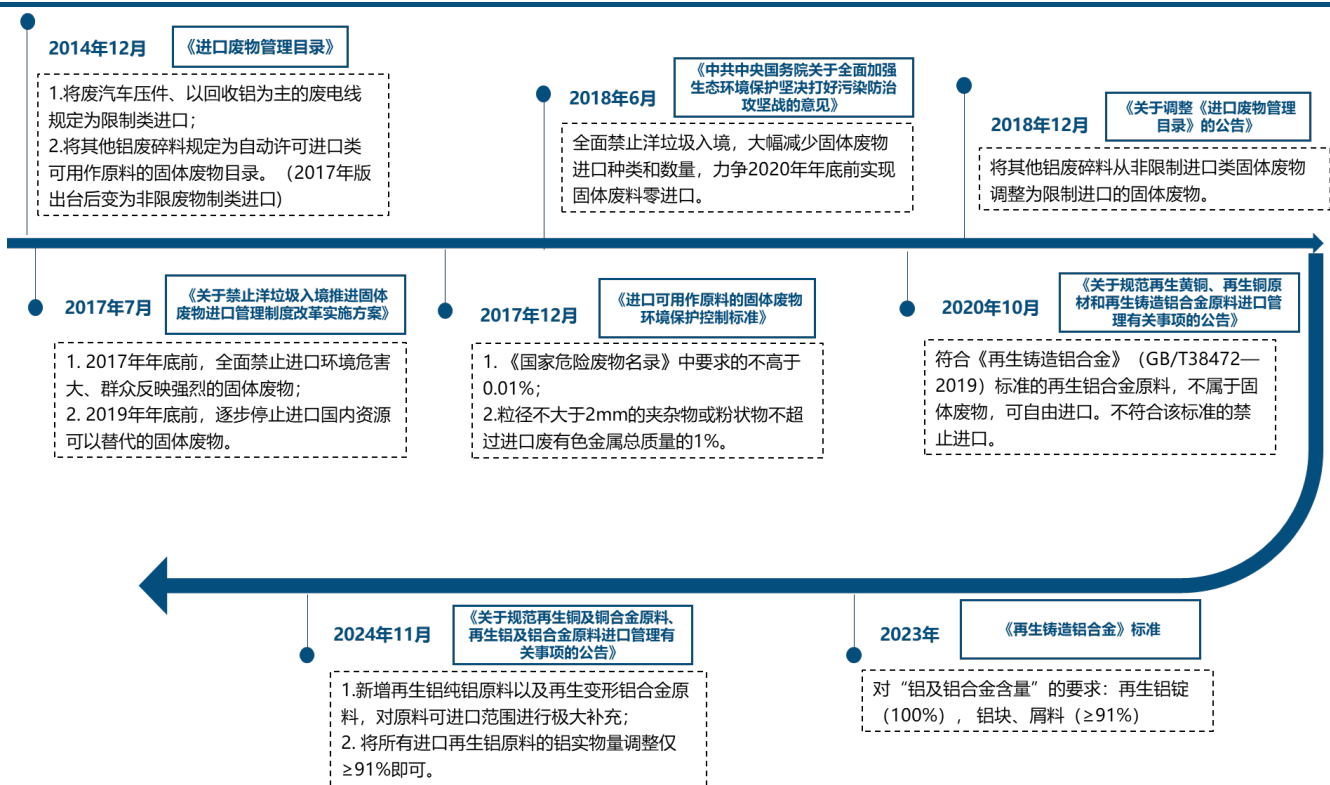 2014年12月
《进口废物管理目录》
1.将废汽车压件、以回收铝为主的废电线
规定为限制类进口；
2.将其他铝废碎料规定为自动许可进口类
可用作原料的固体废物目录。（2017年版
出台后变为非限废物制类进口)
2017年7月
《关于禁止洋垃圾入境推进固体
废物进口管理制度改革实施方案》
1. 2017年年底前，全面禁止进口环境危害
大、群众反映强烈的固体废物；
2. 2019年年底前，逐步停止进口国内资源
可以替代的固体废物。
2017年12月
《进口可用作原料的固体废物
环境保护控制标准》
1. 《国家危险废物名录》中要求的不高于
0.01%；
2.粒径不大于2mm的夹杂物或粉状物不超
过进口废有色金属总质量的1%。
2018年6月
《中共中央国务院关于全面加强
生态环境保护坚决打好污染防治
攻坚战的意见》
全面禁止洋垃圾入境，大幅减少固体废物
进口种类和数量，力争2020年年底前实现
固体废料零进口。
2018年12月
《关于调整《进口废物管理
目录》的公告》
将其他铝废碎料从非限制进口类固体废物
调整为限制进口的固体废物。
2020年10月
《关于规范再生黄铜、再生铜原
材和再生铸造铝合金原料进口管
理有关事项的公告》
符合《再生铸造铝合金》（GB/T38472—
2019）标准的再生铝合金原料，不属于固
体废物，可自由进口。不符合该标准的禁
止进口。
2023年
《再生铸造铝合金》标准
对“铝及铝合金含量”的要求：再生铝锭
（100%），铝块、屑料（≥91%）
2024年11月
《关于规范再生铜及铜合金原料、
再生铝及铝合金原料进口管理有
关事项的公告》
1.新增再生铝纯铝原料以及再生变形铝合金原
料，对原料可进口范围进行极大补充；
2. 将所有进口再生铝原料的铝实物量调整仅
≥91%即可。